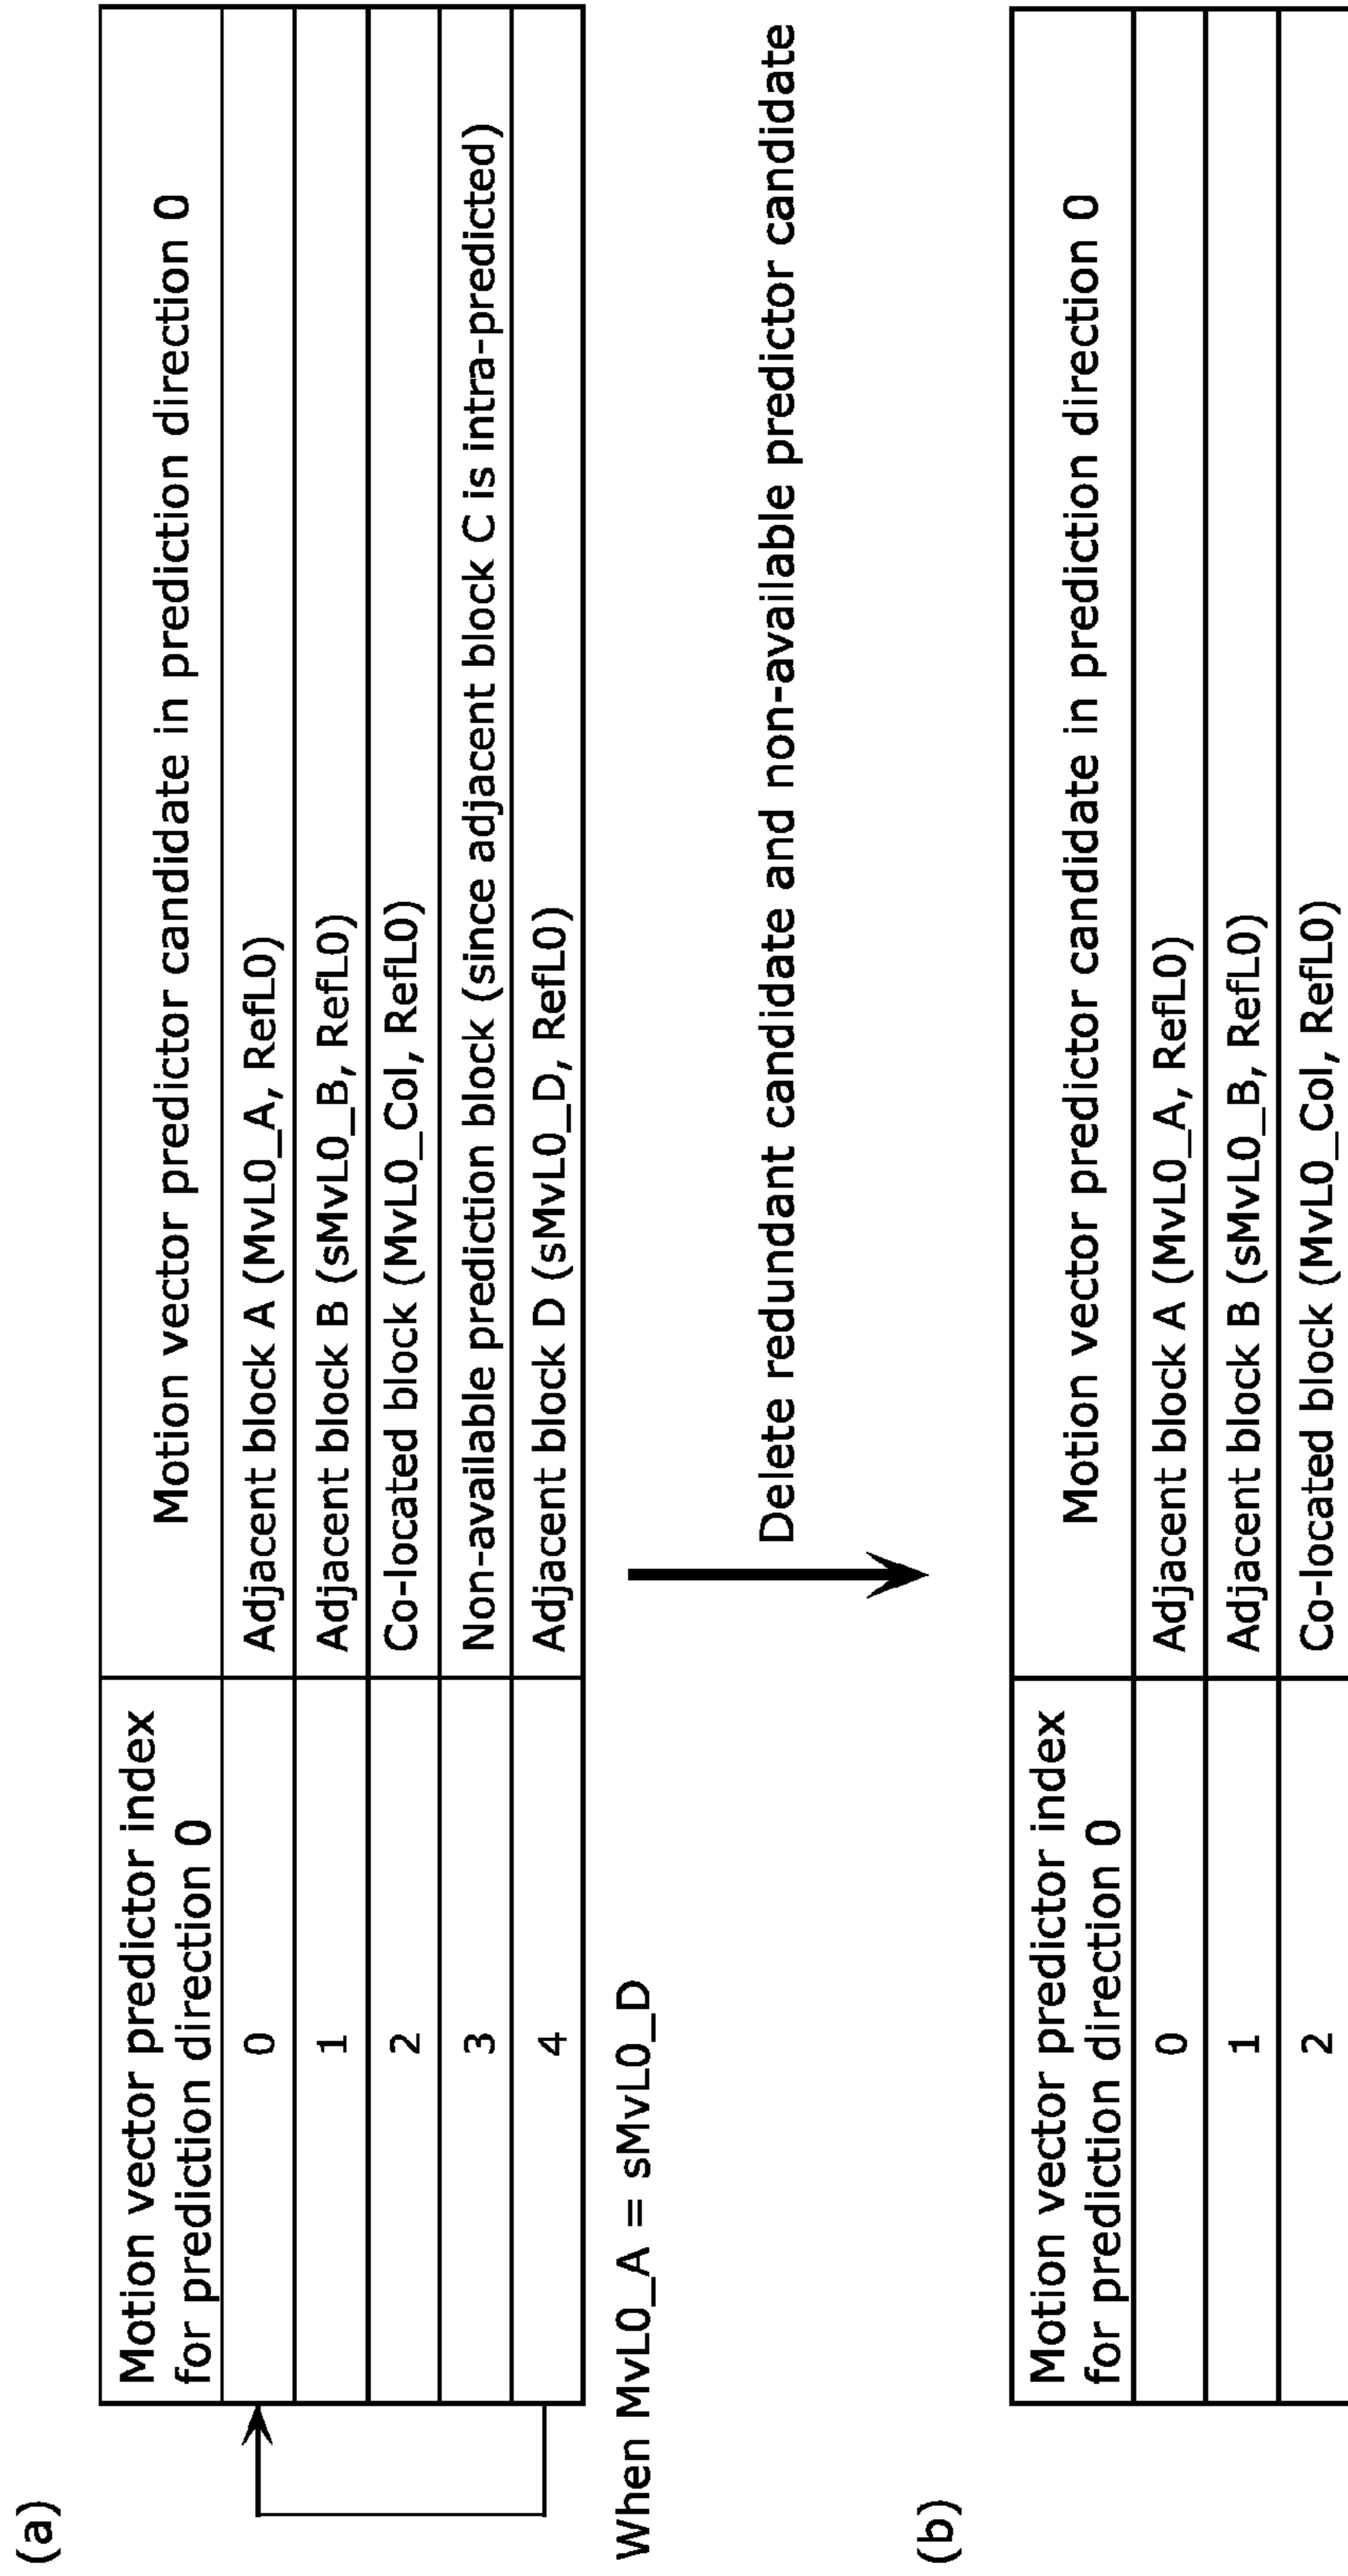 (a)
Motion vector predictor index
for prediction direction 0
Motion vector predictor candidate in prediction direction 0
0
Adjacent block A (MvL0_A, RefL0)
1
Adjacent block B (sMvL0_B, RefL0)
2
Co-located block (MvL0_Col, RefL0)
3
Non-available prediction block (since adjacent block C is intra-predicted)
4
Adjacent block D (sMvL0_D, RefL0)
When MvL0_A = sMvL0_D
Delete redundant candidate and non-available predictor candidate
(b)
Motion vector predictor index
for prediction direction 0
Motion vector predictor candidate in prediction direction 0
0
Adjacent block A (MvL0_A, RefL0)
1
Adjacent block B (sMvL0_B, RefL0)
2
Co-located block (MvL0_Col, RefL0)